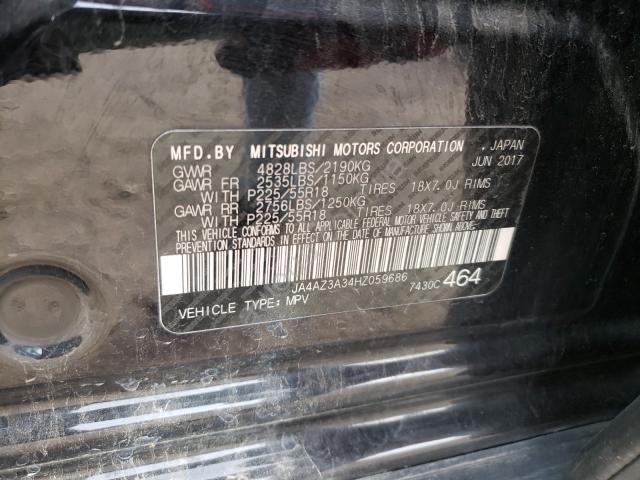 MFD.BY MITSUBISHI MOTORS CORPORATION . JAPAN
GVWR 4828LBS/2190KG JUN 2017
GAWR FR 2535LBS/1150KG
WITH P225/55R18 TIRES 18X7.0J RIMS
GAWR RR 2756LBS/1250KG
WITH P225/55R18 TIRES 18X7.0J RIMS
THIS VEHICLE CONFORMS TO ALL APPLICABLE FEDERAL MOTOR VEHICLE SAFETY AND THEFT
PREVENTION STANDARDS IN EFFECT ON THE DATE OF MANUFACTURE SHOWN ABOVE.
JA4AZ3A34HZ059686 7430C 464
VEHICLE TYPE: MPV